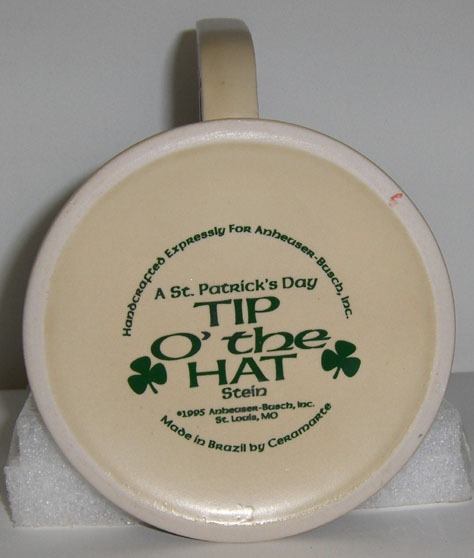 Handcrafted Expressly For Anheuser-Busch, Inc.
A St. Patrick's Day
TIP
O' the
HAT
Stein
©1995 Anheuser-Busch, Inc.
St. Louis, MO
Made in Brazil by Ceramarte